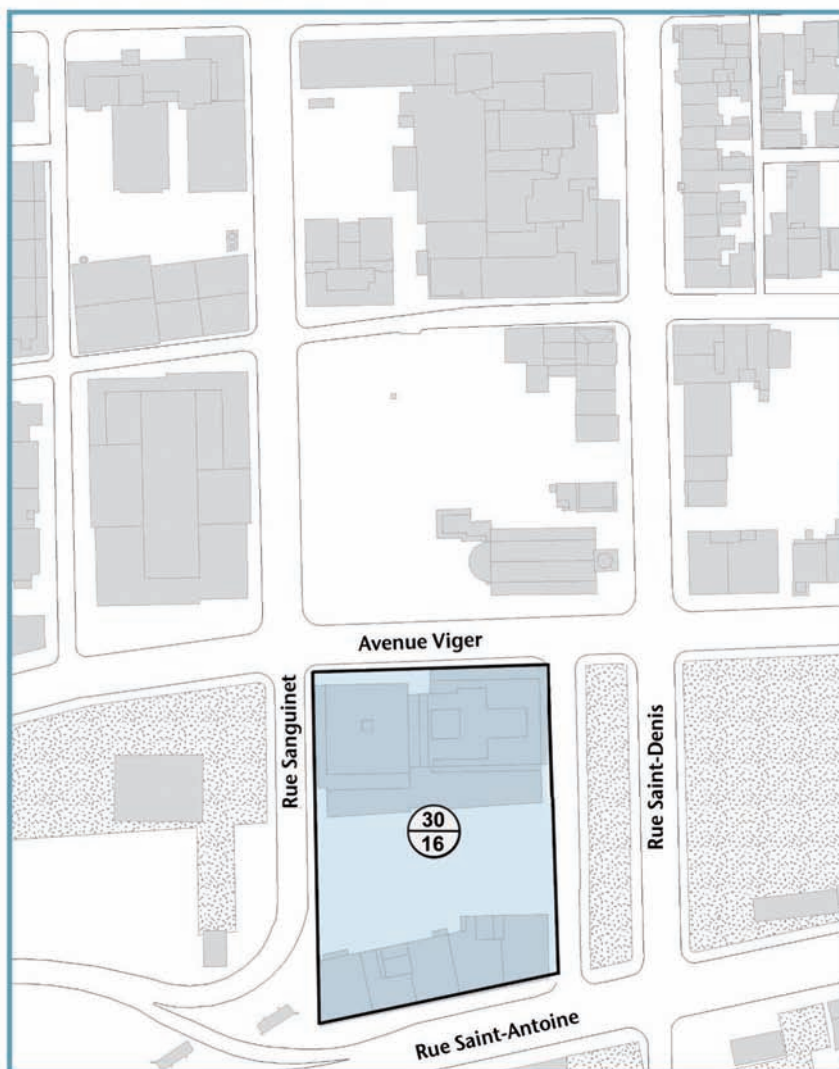 Avenue Viger
Rue Sanguinet
Rue Saint-Denis
30
16
Rue Saint-Antoine